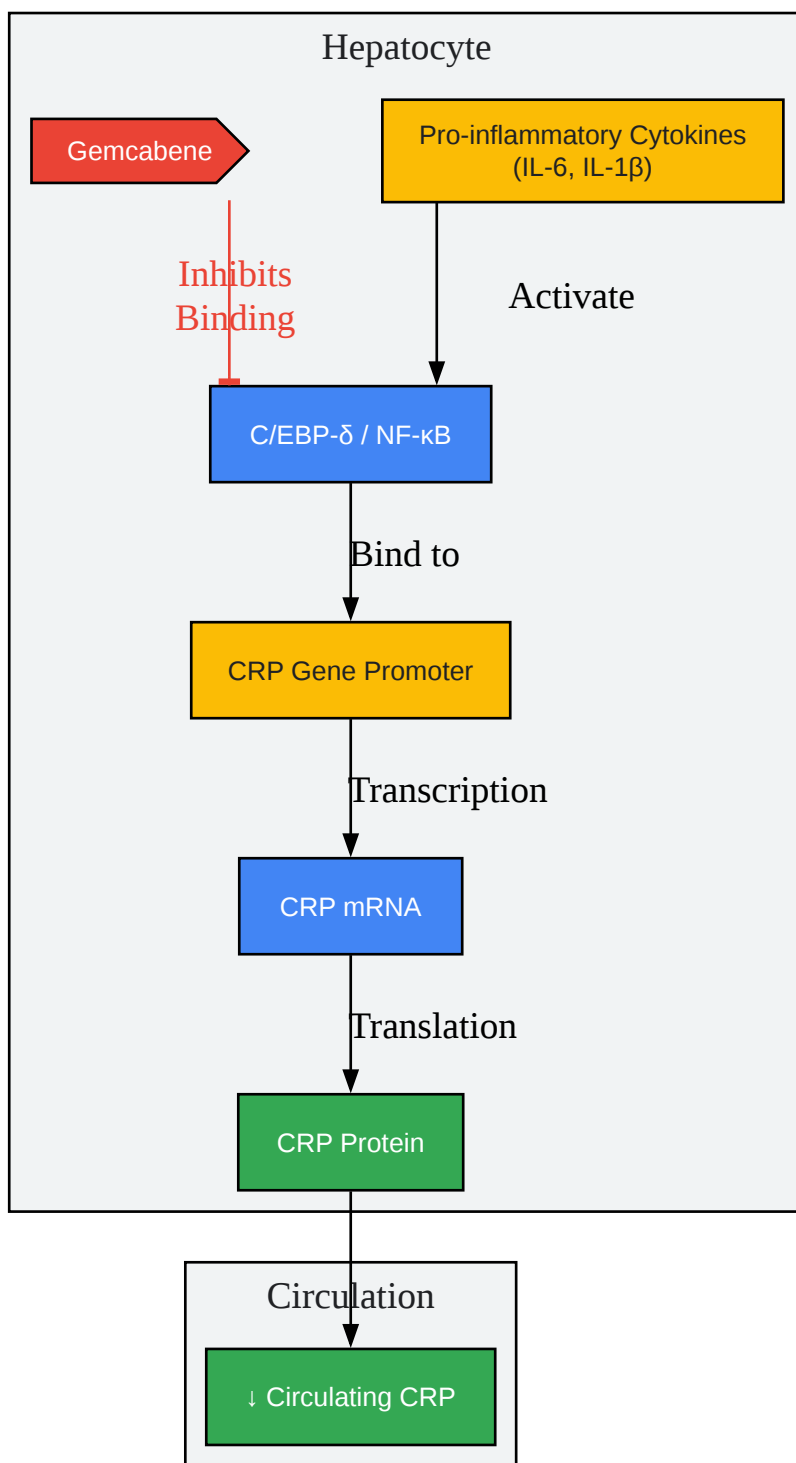 Hepatocyte
Gemcabene
Pro-inflammatory Cytokines
(IL-6, IL-1β)
Inhibits
Binding
Activate
C/EBP-δ / NF-κB
Bind to
CRP Gene Promoter
Transcription
CRP mRNA
Translation
CRP Protein
Circulation
↓ Circulating CRP